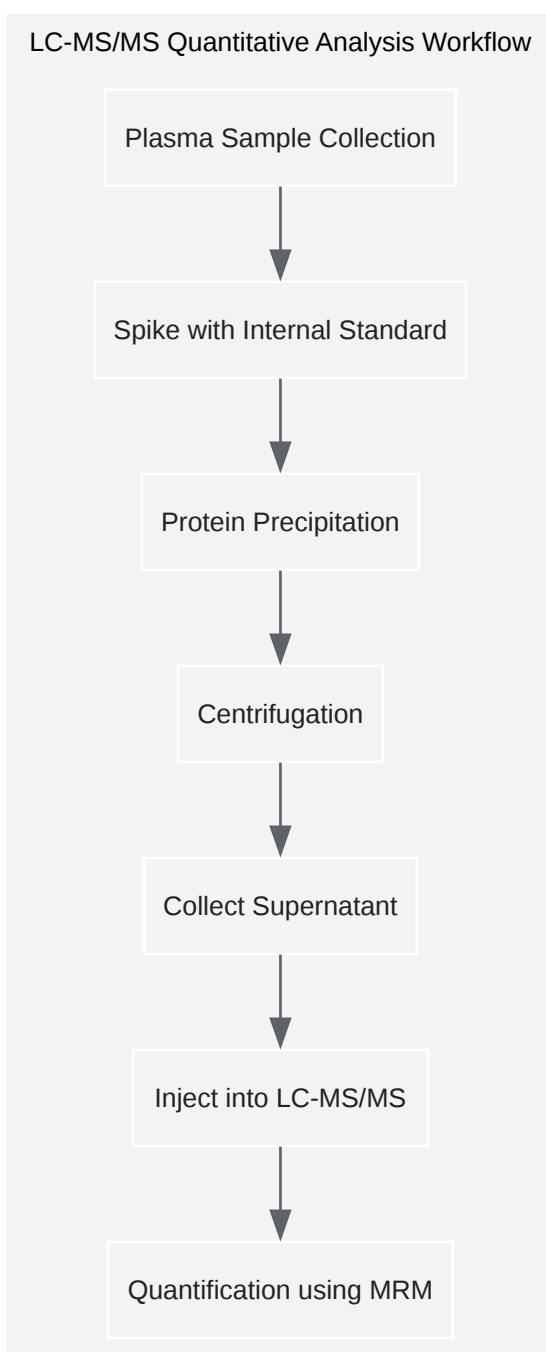 LC-MS/MS Quantitative Analysis Workflow
Plasma Sample Collection
Spike with Internal Standard
Protein Precipitation
Centrifugation
Collect Supernatant
Inject into LC-MS/MS
Quantification using MRM